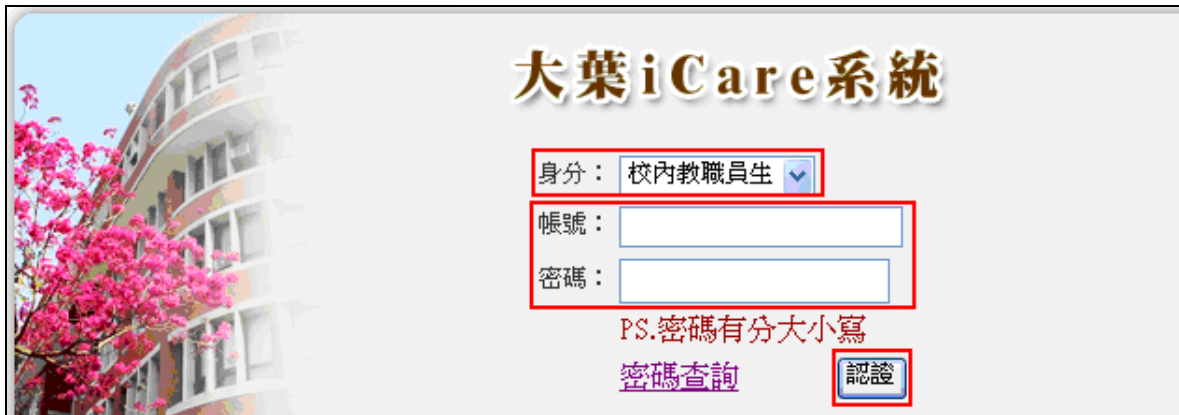 大葉iCare系統
身分： 校內教職員生
帳號：
密碼：
PS.密碼有分大小寫
密碼查詢 認證